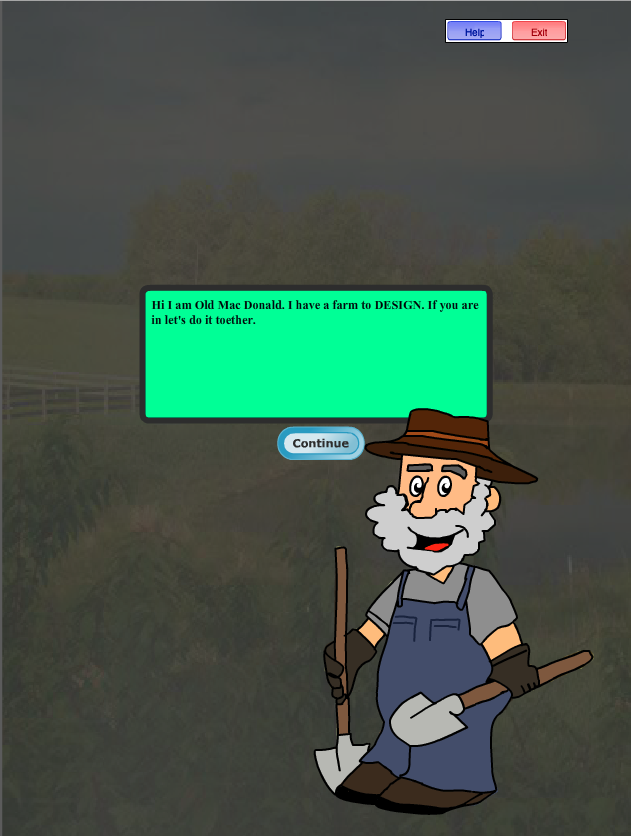 Help Exit
Hi I am Old Mac Donald. I have a farm to DESIGN. If you are
in let's do it toether.
Continue